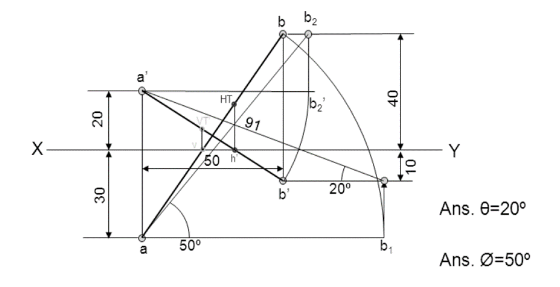 b b₂
a'
HT
VT
91
b₂'
20
40
X
v
h'
50
Y
30
20º
10
b'
a
50º
b₁
Ans. θ=20º
Ans. Ø=50º